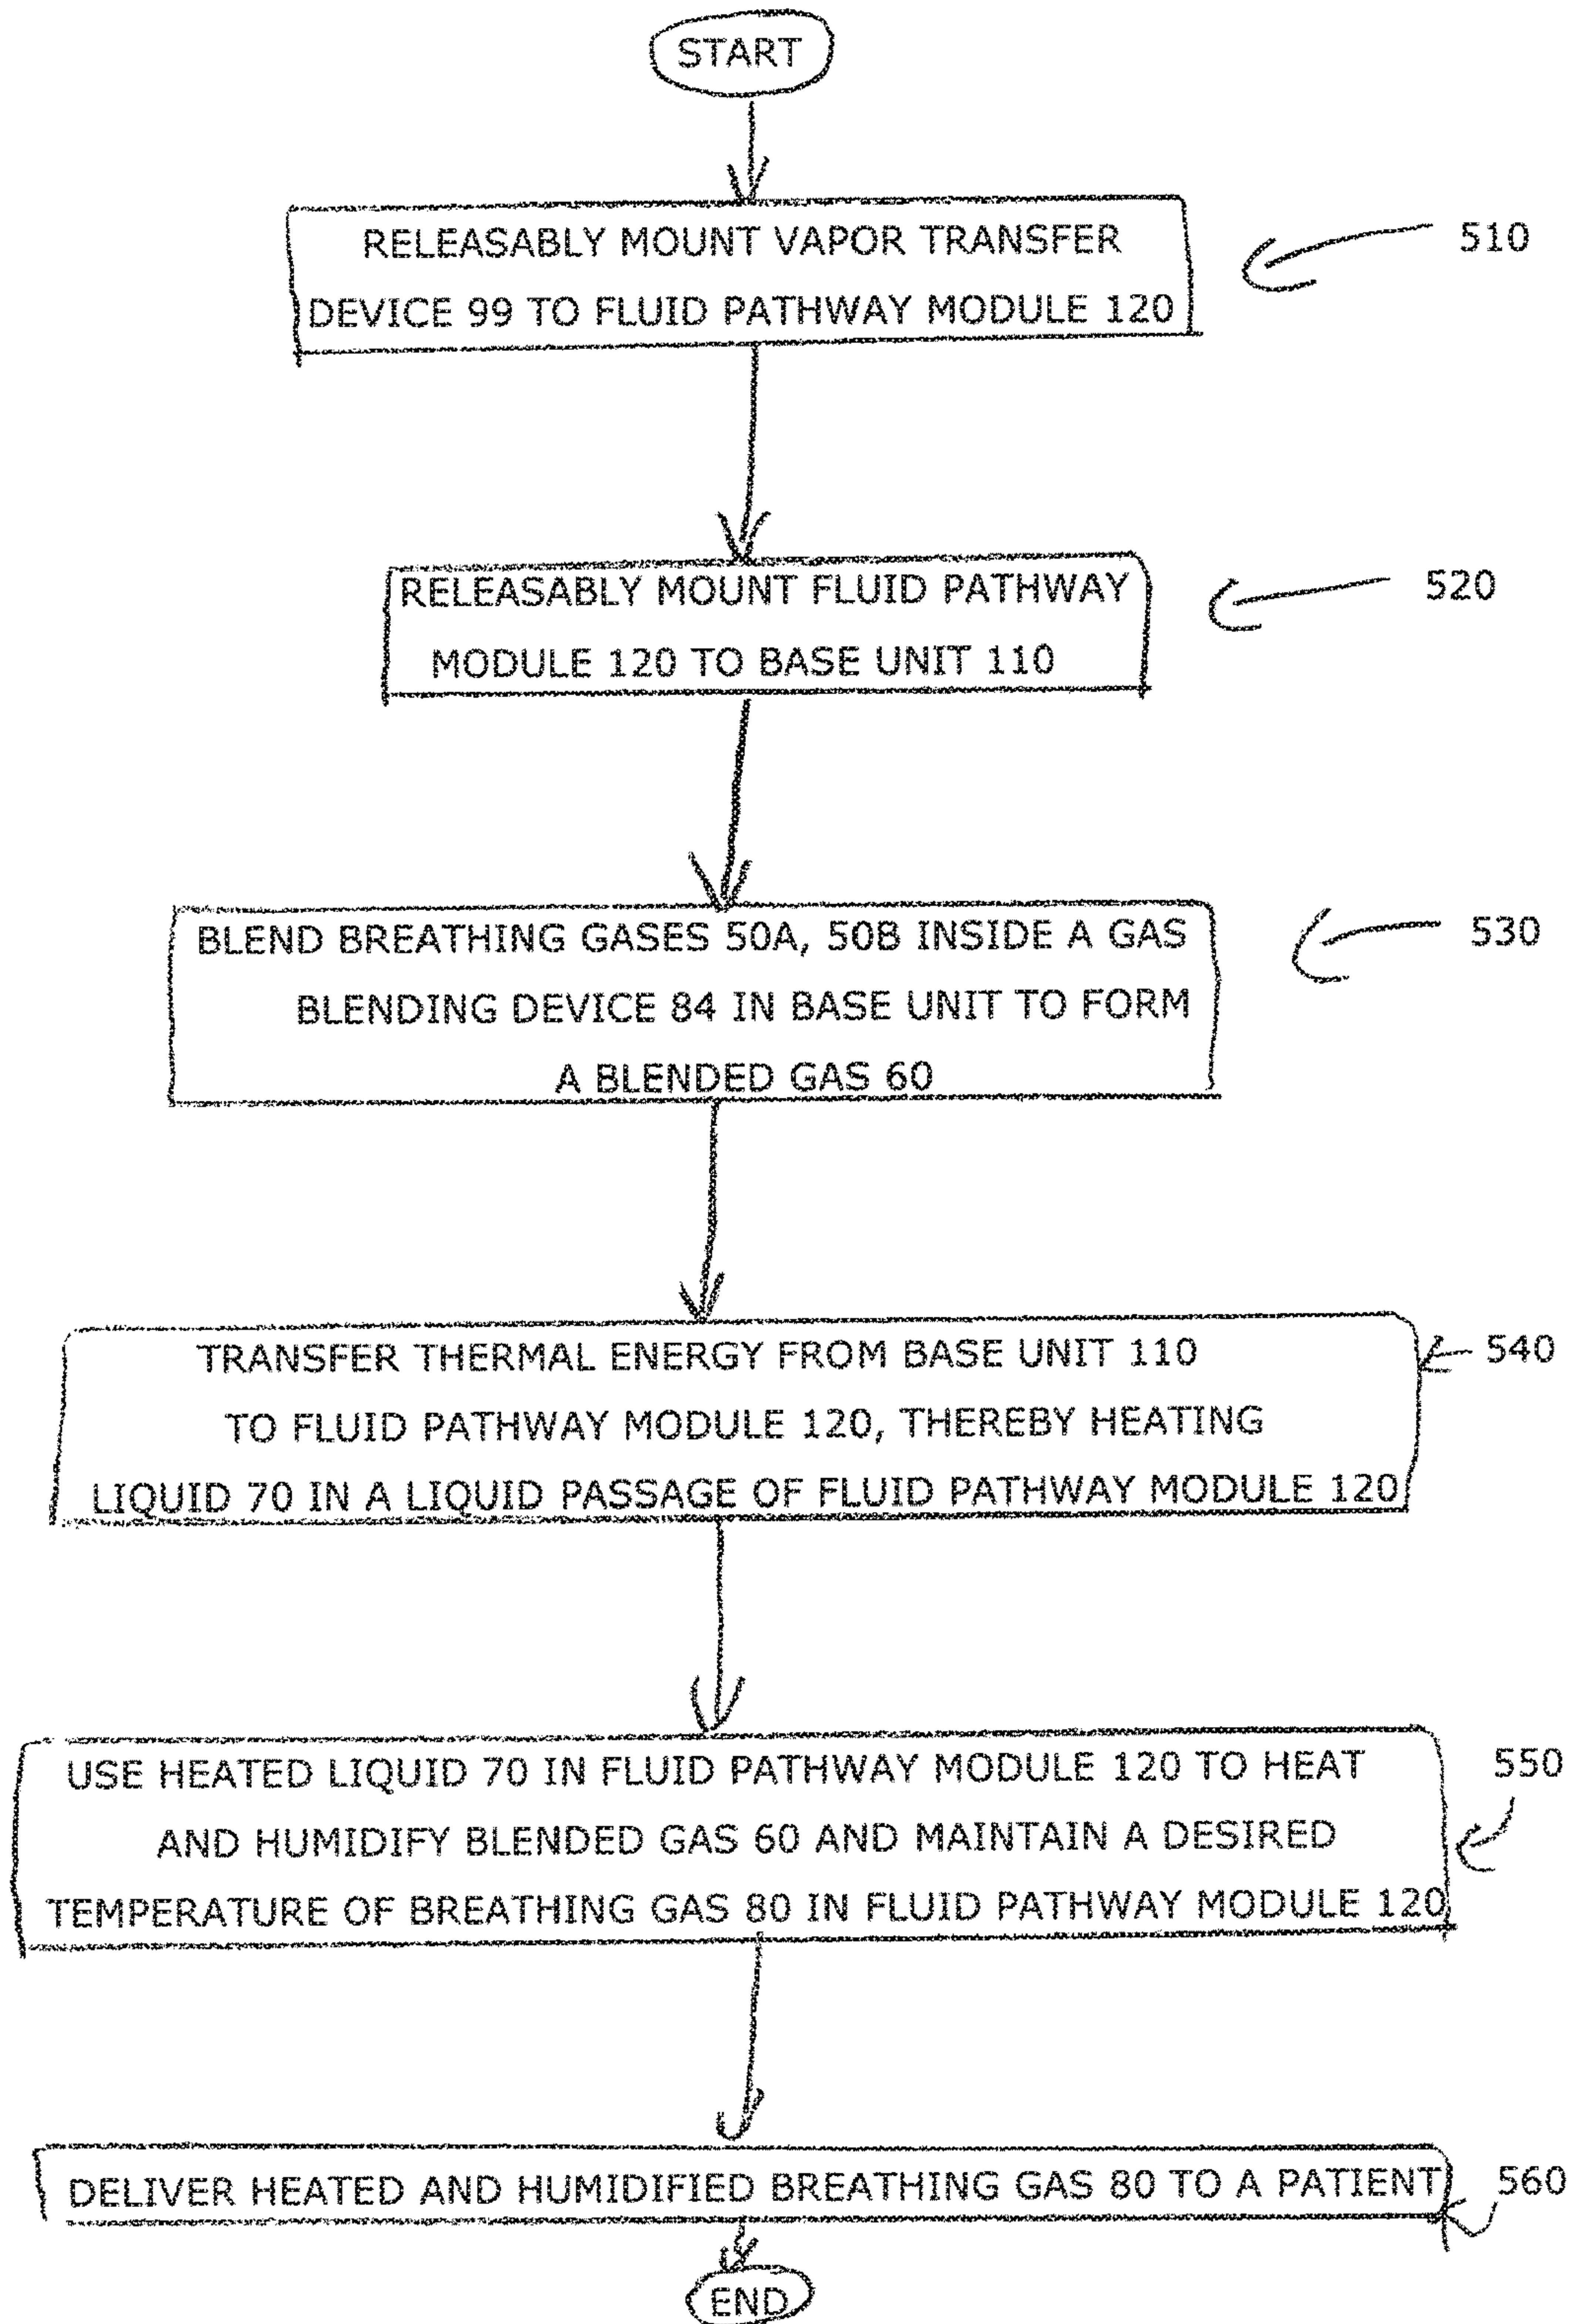 START
RELEASABLY MOUNT VAPOR TRANSFER
DEVICE 99 TO FLUID PATHWAY MODULE 120
510
RELEASABLY MOUNT FLUID PATHWAY
MODULE 120 TO BASE UNIT 110
520
BLEND BREATHING GASES 50A, 50B INSIDE A GAS
BLENDING DEVICE 84 IN BASE UNIT TO FORM
A BLENDED GAS 60
530
TRANSFER THERMAL ENERGY FROM BASE UNIT 110
TO FLUID PATHWAY MODULE 120, THEREBY HEATING
LIQUID 70 IN A LIQUID PASSAGE OF FLUID PATHWAY MODULE 120
540
USE HEATED LIQUID 70 IN FLUID PATHWAY MODULE 120 TO HEAT
AND HUMIDIFY BLENDED GAS 60 AND MAINTAIN A DESIRED
TEMPERATURE OF BREATHING GAS 80 IN FLUID PATHWAY MODULE 120
550
DELIVER HEATED AND HUMIDIFIED BREATHING GAS 80 TO A PATIENT
560
END